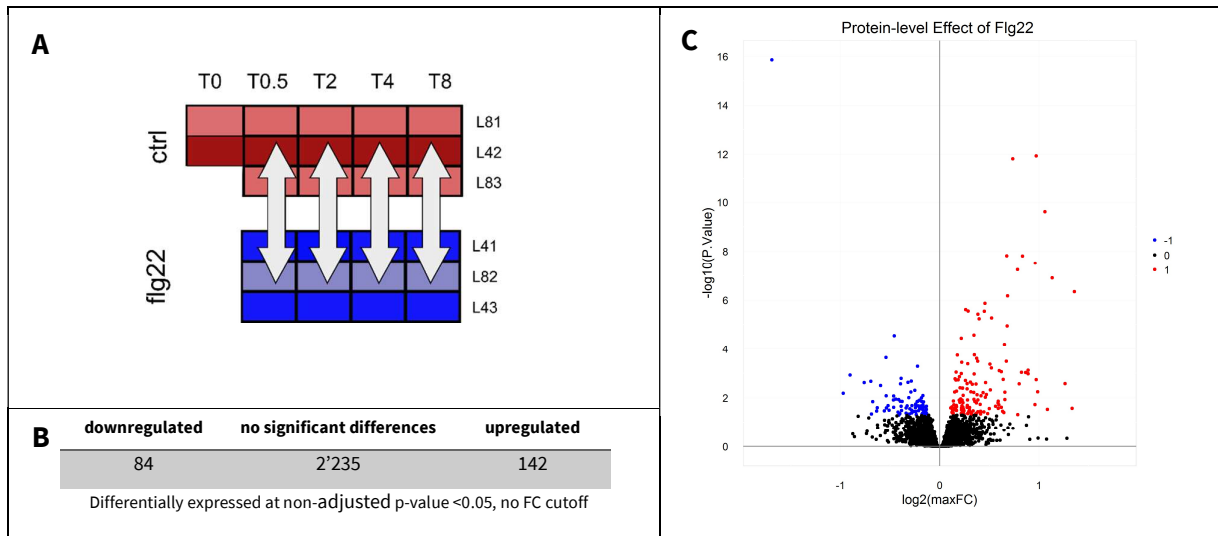 A
T0 T0.5 T2 T4 T8
ctrl
L81
L42
L83
flg22
L41
L82
L43
B
downregulated no significant differences upregulated
84 2’235 142
Differentially expressed at non-adjusted p-value <0.05, no FC cutoff
C
Protein-level Effect of Flg22
-log10(P.Value)
16
14
12
10
8
6
4
2
0
-1 0 1
log2(maxFC)
-1
0
1